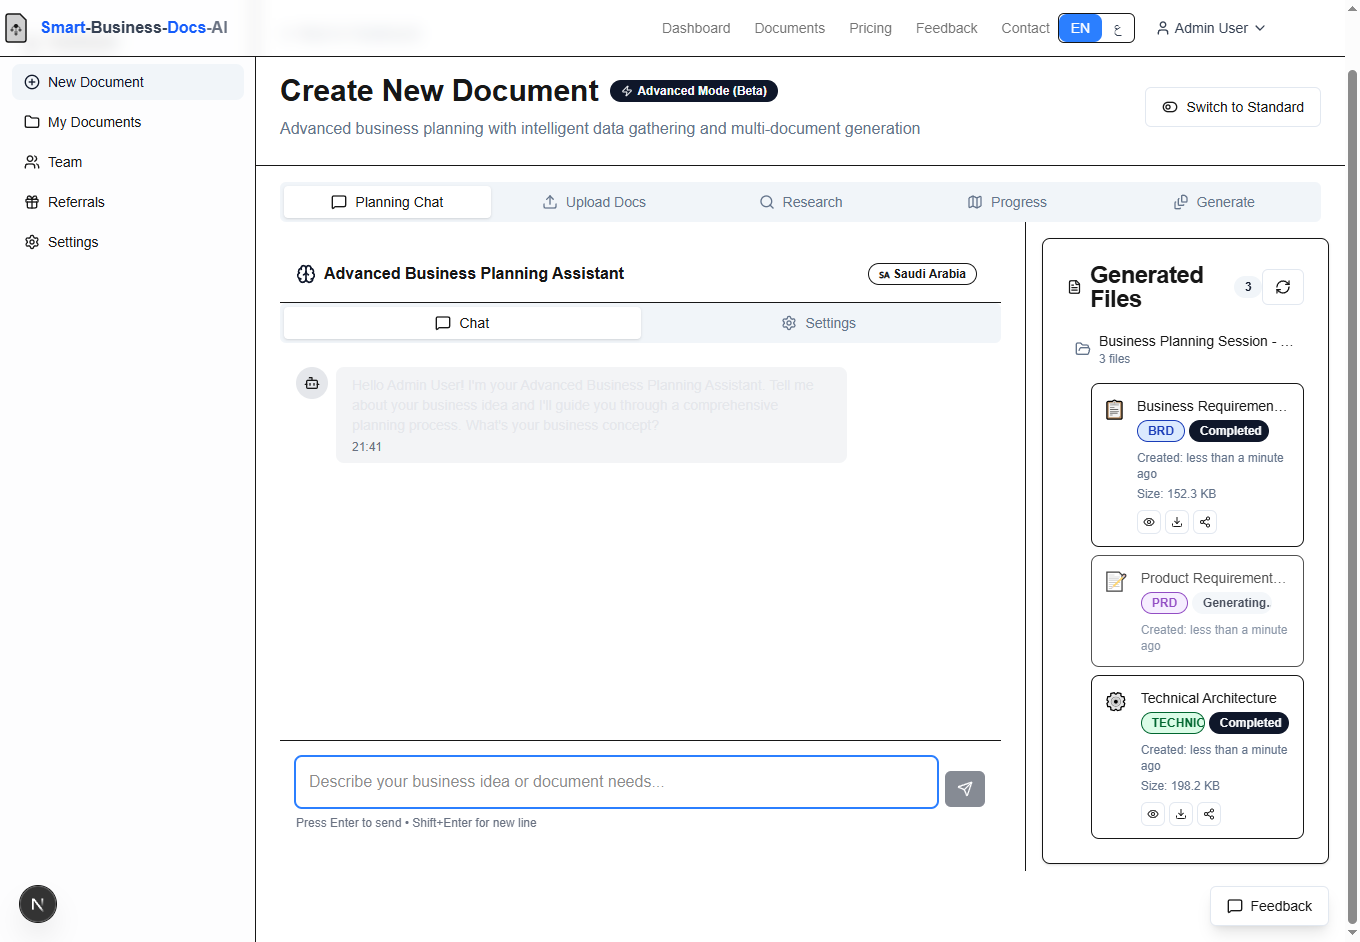 Smart-Business-Docs-AI
Dashboard
Documents
Pricing
Feedback
Contact
EN
ع
Admin User
New Document
My Documents
Team
Referrals
Settings
Create New Document
Advanced Mode (Beta)
Advanced business planning with intelligent data gathering and multi-document generation
Switch to Standard
Planning Chat
Upload Docs
Research
Progress
Generate
Advanced Business Planning Assistant
SA Saudi Arabia
Chat
Settings
Hello Admin User! I'm your Advanced Business Planning Assistant. Tell me
about your business idea and I'll guide you through a comprehensive
planning process. What's your business concept?
21:41
Describe your business idea or document needs...
Press Enter to send • Shift+Enter for new line
Generated
Files
3
Business Planning Session - ...
3 files
Business Requiremen...
BRD
Completed
Created: less than a minute
ago
Size: 152.3 KB
Product Requirement...
PRD
Generating.
Created: less than a minute
ago
Technical Architecture
TECHNIC
Completed
Created: less than a minute
ago
Size: 198.2 KB
N
Feedback